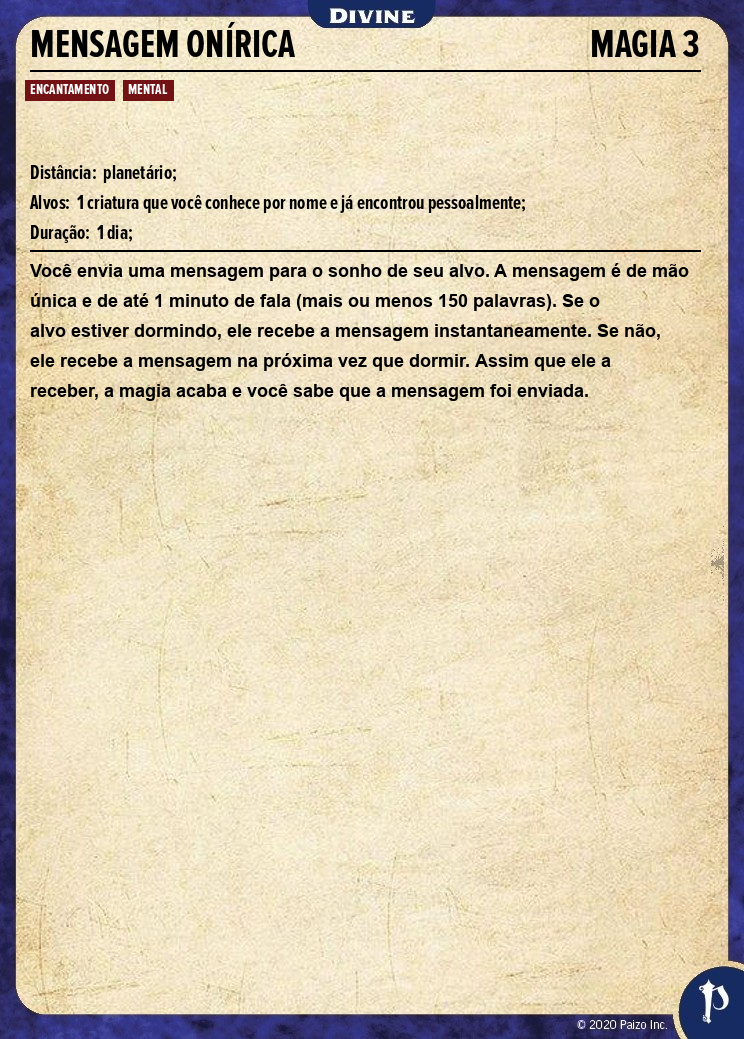 DIVINE
MENSAGEM ONÍRICA MAGIA 3
ENCANTAMENTO MENTAL
Distância: planetário;
Alvos: 1 criatura que você conhece por nome e já encontrou pessoalmente;
Duração: 1 dia;
Você envia uma mensagem para o sonho de seu alvo. A mensagem é de mão
única e de até 1 minuto de fala (mais ou menos 150 palavras). Se o
alvo estiver dormindo, ele recebe a mensagem instantaneamente. Se não,
ele recebe a mensagem na próxima vez que dormir. Assim que ele a
receber, a magia acaba e você sabe que a mensagem foi enviada.
© 2020 Paizo Inc.